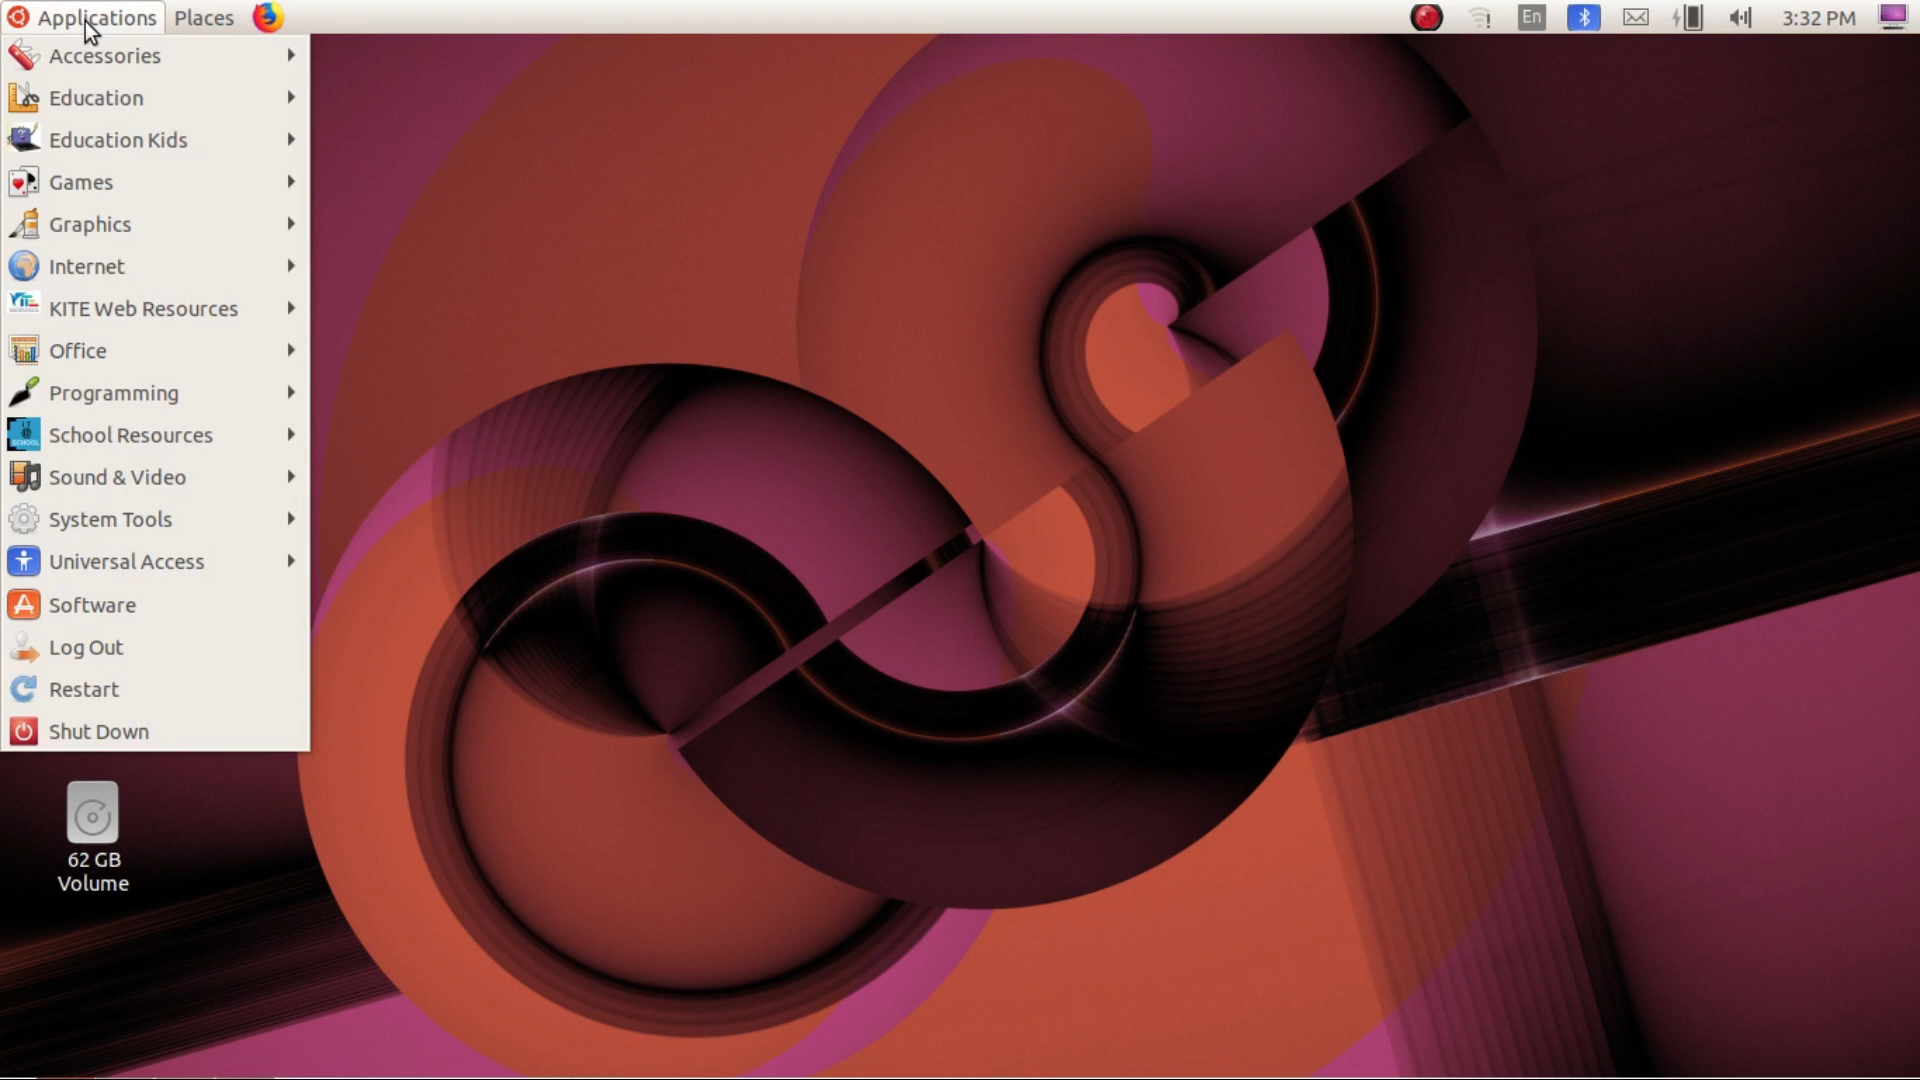 Applications Places En 3:32 PM
Accessories
Education
Education Kids
Games
Graphics
Internet
KITE Web Resources
Office
Programming
School Resources
Sound & Video
System Tools
Universal Access
Software
Log Out
Restart
Shut Down
62 GB
Volume